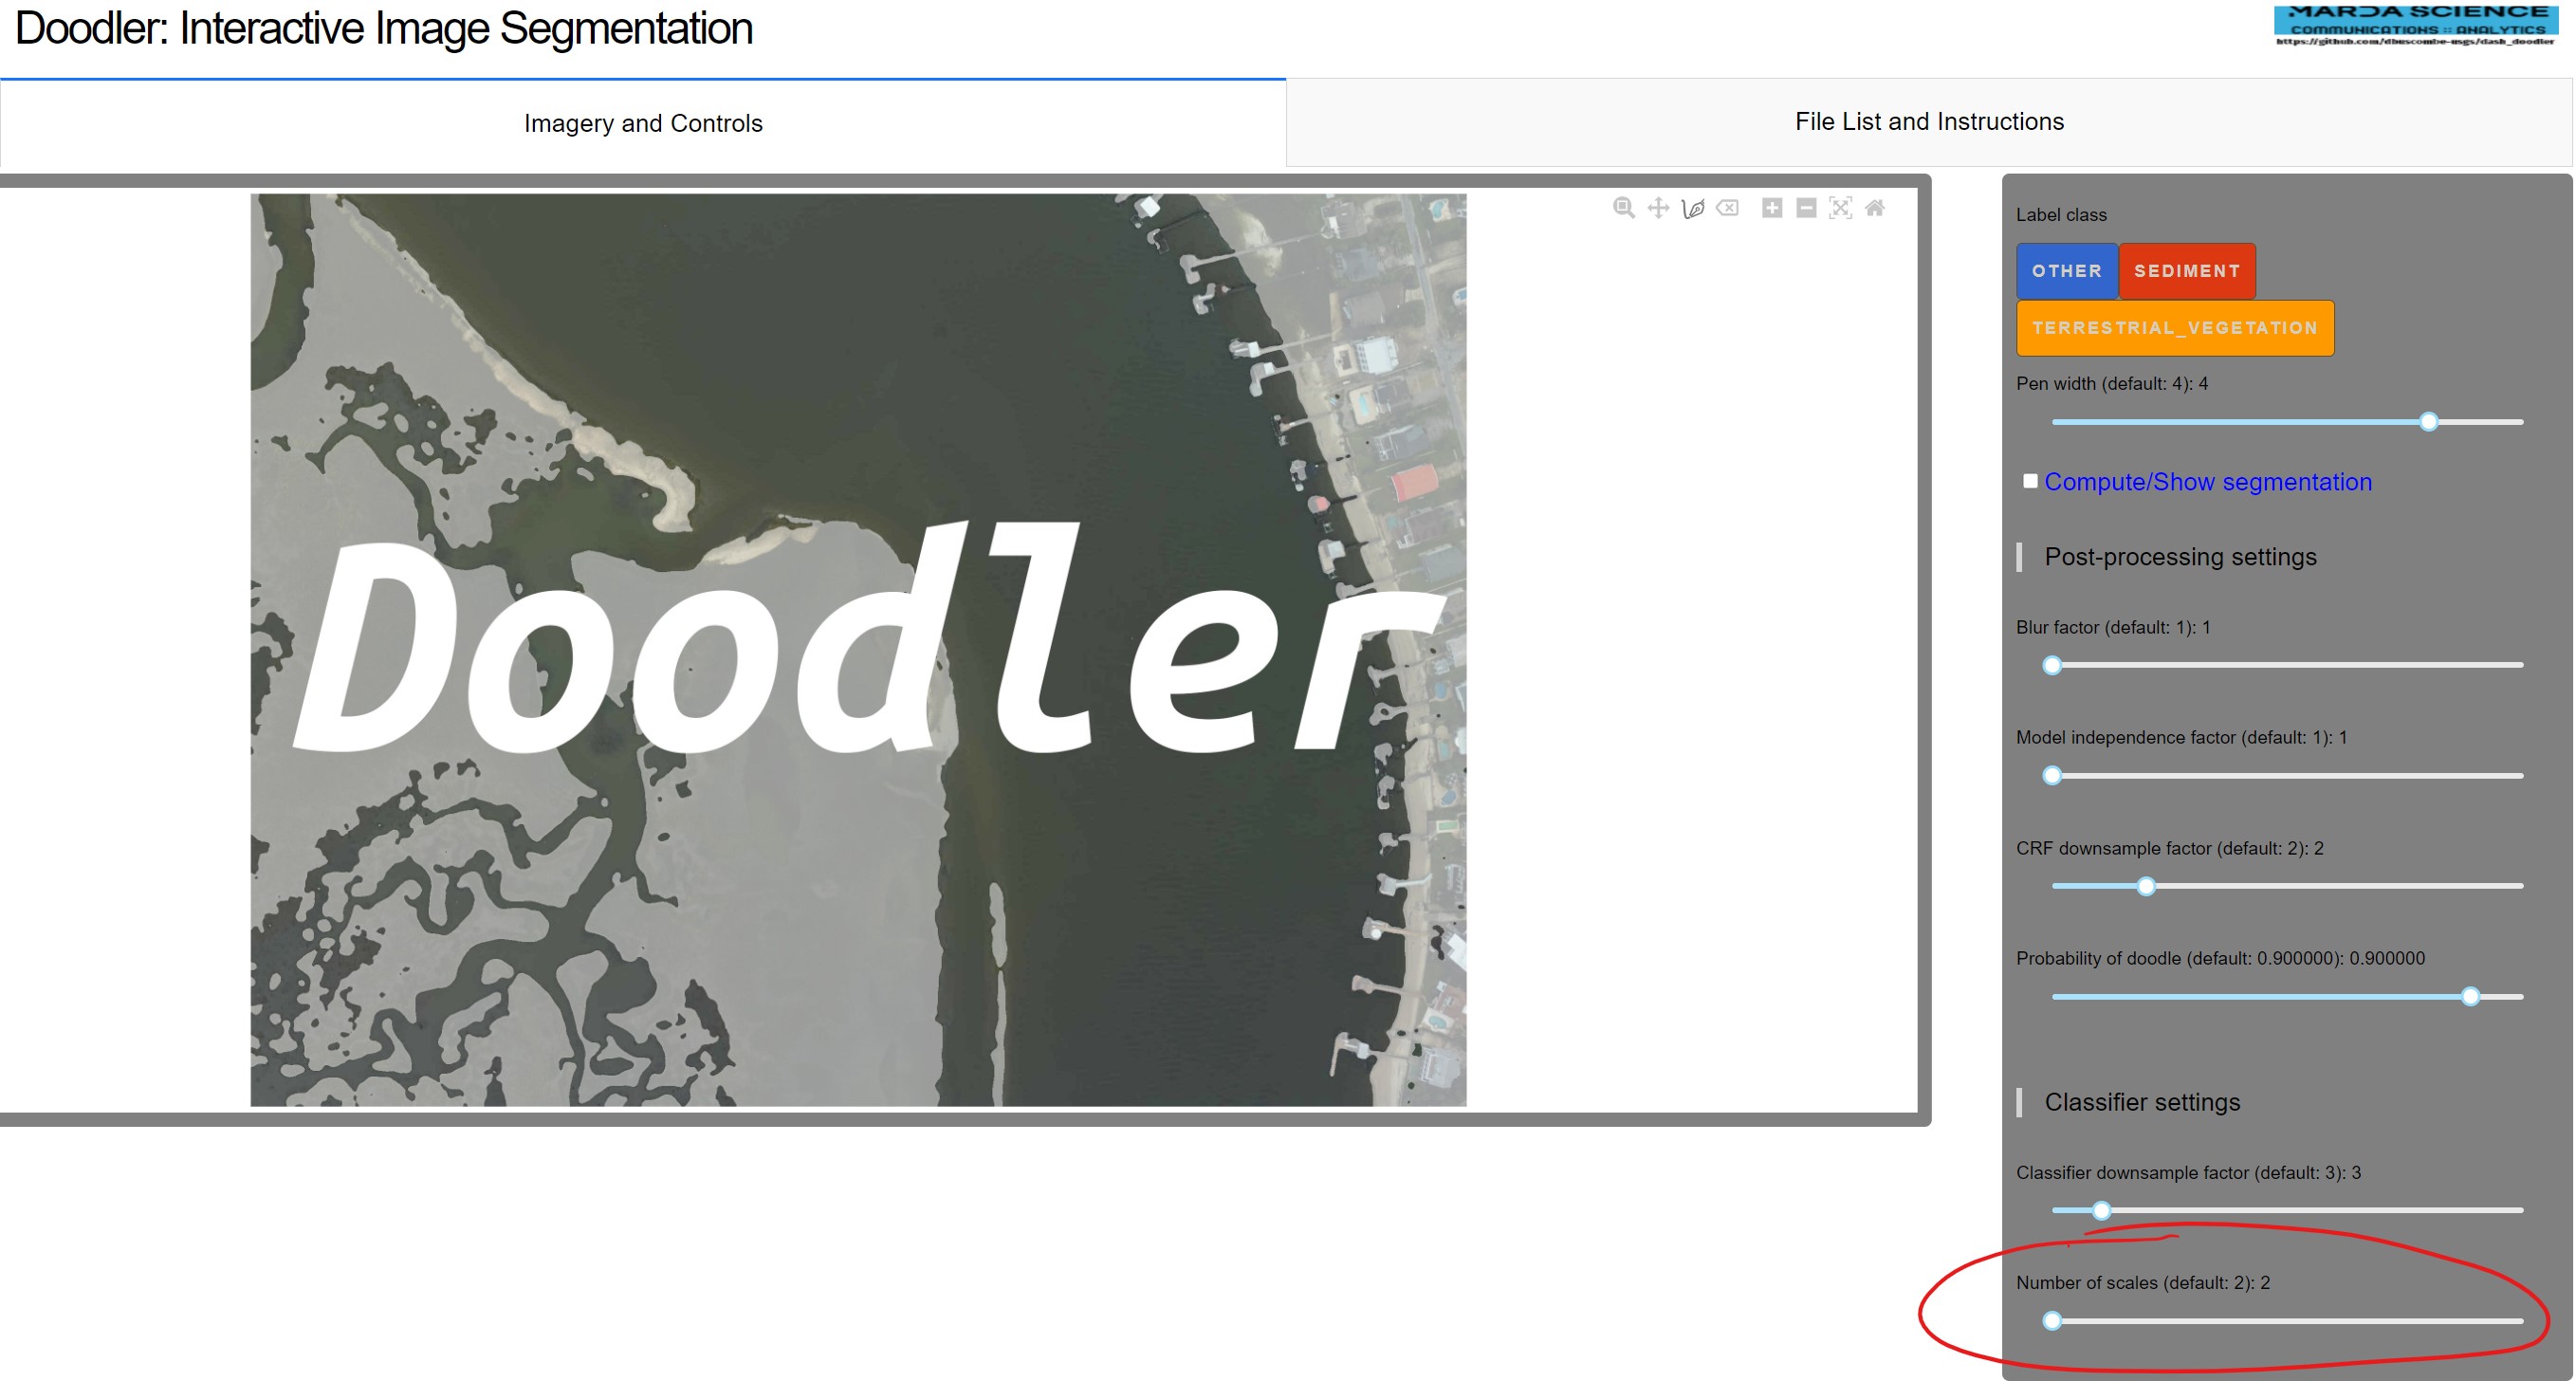 Doodler: Interactive Image Segmentation
MARDA SCIENCE
COMMUNICATIONS :: ANALYTICS
https://github.com/dbuscombe-usgs/dash_doodler
Imagery and Controls
File List and Instructions
Doodler
Label class
OTHER
SEDIMENT
TERRESTRIAL_VEGETATION
Pen width (default: 4): 4
Compute/Show segmentation
Post-processing settings
Blur factor (default: 1): 1
Model independence factor (default: 1): 1
CRF downsample factor (default: 2): 2
Probability of doodle (default: 0.900000): 0.900000
Classifier settings
Classifier downsample factor (default: 3): 3
Number of scales (default: 2): 2